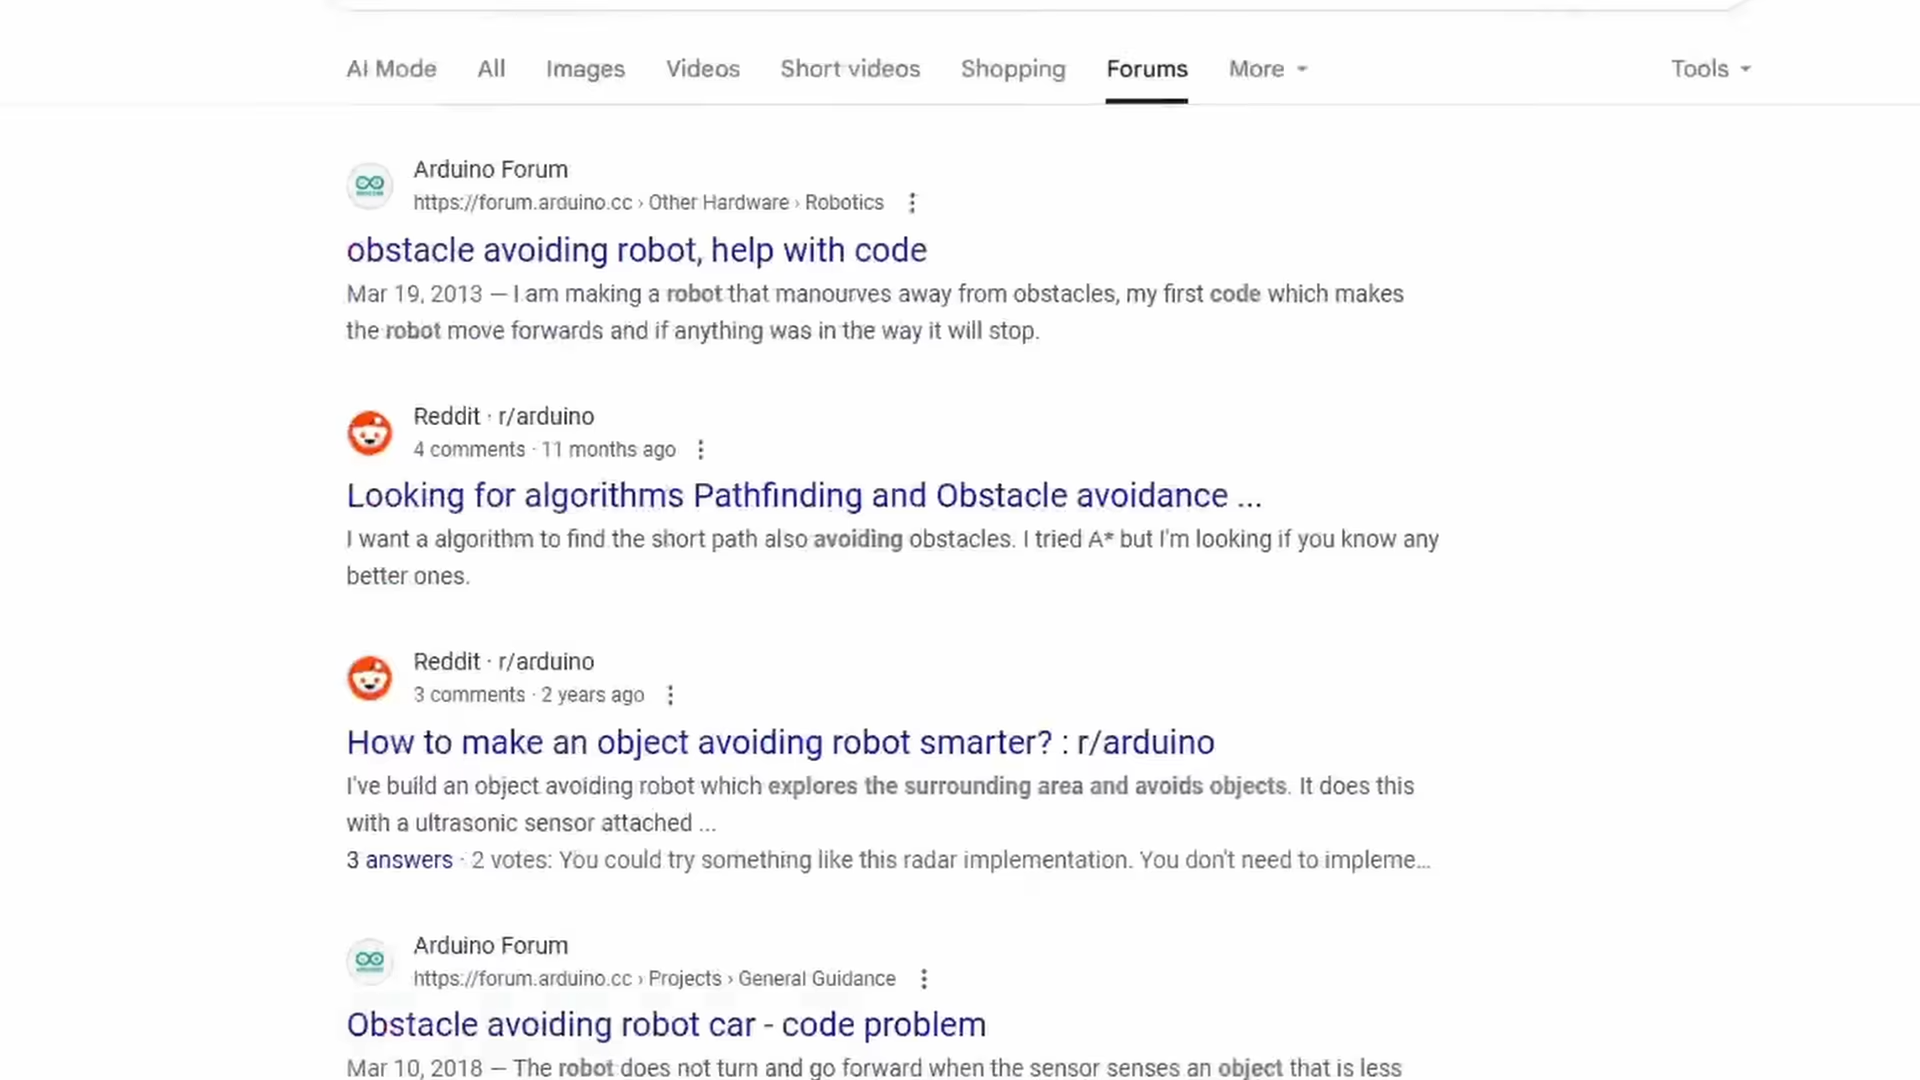 AI Mode All Images Videos Short videos Shopping Forums More Tools
Arduino Forum
https://forum.arduino.cc › Other Hardware › Robotics
obstacle avoiding robot, help with code
Mar 19, 2013 — I am making a robot that manourves away from obstacles, my first code which makes
the robot move forwards and if anything was in the way it will stop.
Reddit · r/arduino
4 comments · 11 months ago
Looking for algorithms Pathfinding and Obstacle avoidance ...
I want a algorithm to find the short path also avoiding obstacles. I tried A* but I'm looking if you know any
better ones.
Reddit · r/arduino
3 comments · 2 years ago
How to make an object avoiding robot smarter? : r/arduino
I've build an object avoiding robot which explores the surrounding area and avoids objects. It does this
with a ultrasonic sensor attached ...
3 answers · 2 votes: You could try something like this radar implementation. You don't need to impleme...
Arduino Forum
https://forum.arduino.cc › Projects › General Guidance
Obstacle avoiding robot car - code problem
Mar 10, 2018 — The robot does not turn and go forward when the sensor senses an object that is less